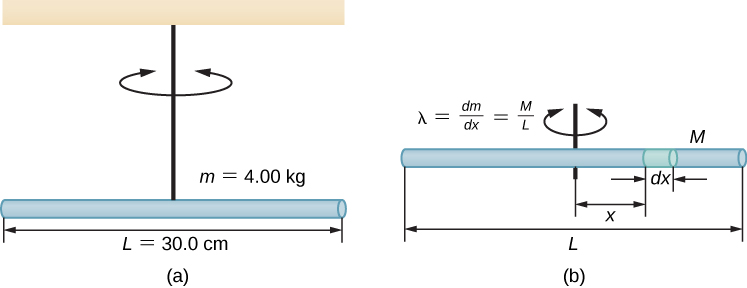 m = 4.00 kg
L = 30.0 cm
(a)
λ = dm/dx = M/L
M
dx
x
L
(b)